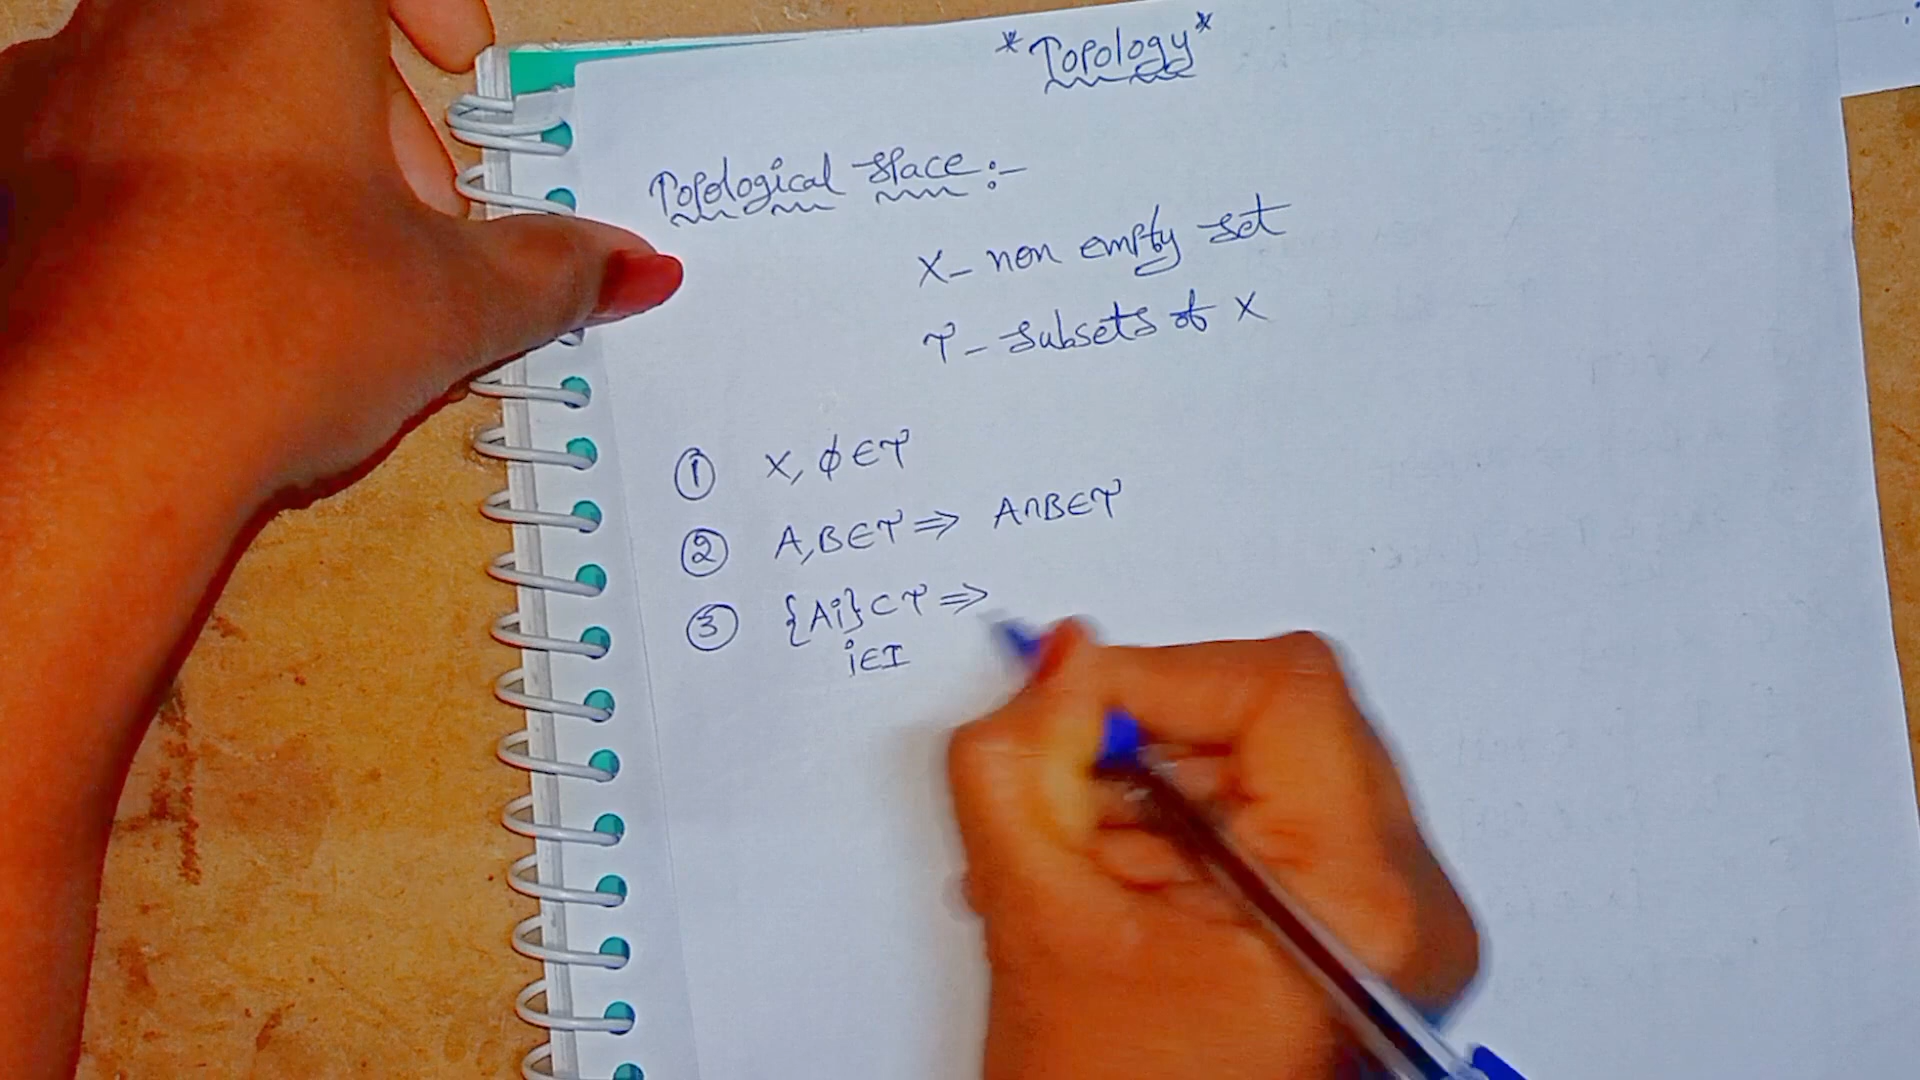 *Topology*
Topological space :-
X - non empty set
τ - subsets of X
① X, ϕ ∈ τ
② A, B ∈ τ ⇒ A ∩ B ∈ τ
③ {Ai} ⊂ τ ⇒
i ∈ I